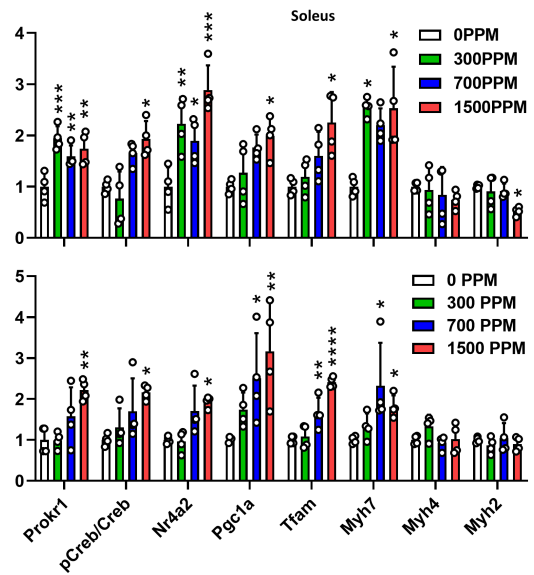 Soleus
0PPM
300PPM
700PPM
1500PPM
4
3
2
1
0
***
**
**
*
**
*
***
*
*
*
*
*
0 PPM
300 PPM
700 PPM
1500 PPM
5
4
3
2
1
0
**
*
*
*
**
**
****
*
*
Prokr1
pCreb/Creb
Nr4a2
Pgc1a
Tfam
Myh7
Myh4
Myh2